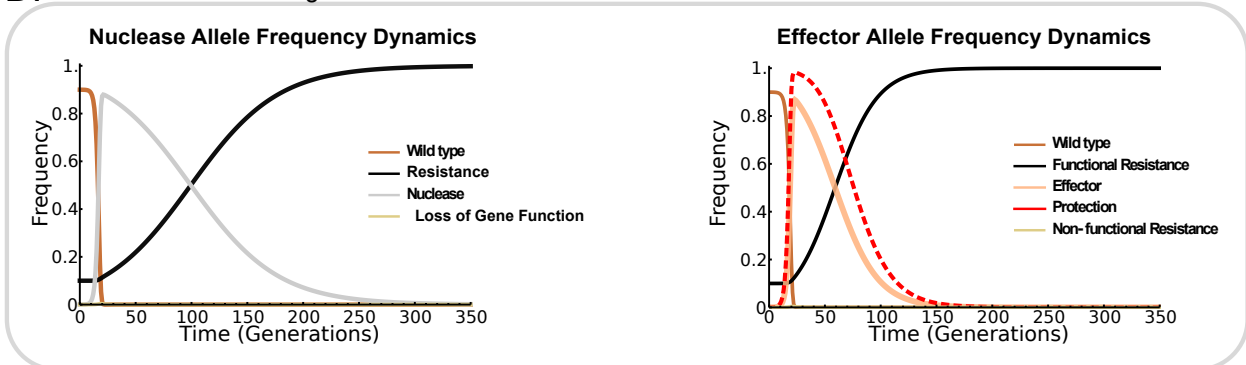 Nuclease Allele Frequency Dynamics
Frequency
1.
0.8
0.6
0.4
0.2
0
0 50 100 150 200 250 300 350
Time (Generations)
Wild type
Resistance
Nuclease
Loss of Gene Function
Effector Allele Frequency Dynamics
Frequency
1.
0.8
0.6
0.4
0.2
0
0 50 100 150 200 250 300 350
Time (Generations)
Wild type
Functional Resistance
Effector
Protection
Non- functional Resistance